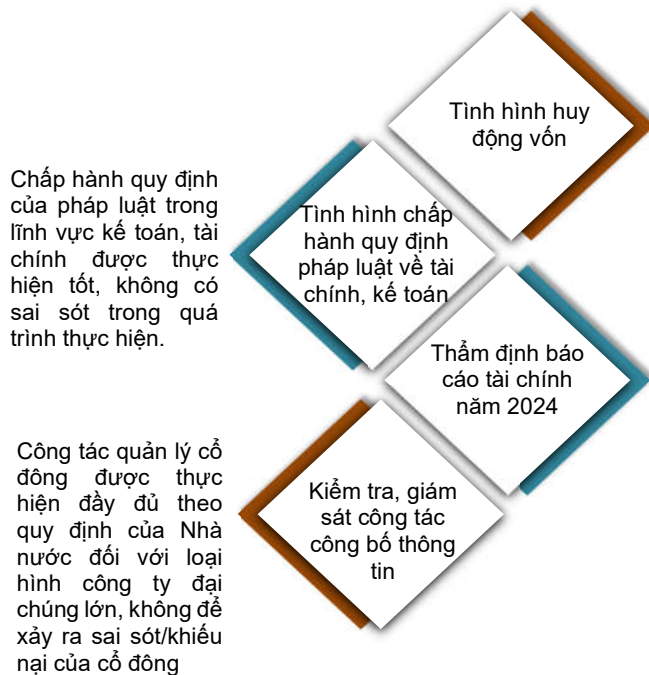 Tình hình huy
động vốn
Chấp hành quy định
của pháp luật trong
lĩnh vực kế toán, tài
chính được thực
hiện tốt, không có
sai sót trong quá
trình thực hiện.
Tình hình chấp
hành quy định
pháp luật về tài
chính, kế toán
Thẩm định báo
cáo tài chính
năm 2024
Công tác quản lý cổ
đông được thực
hiện đầy đủ theo
quy định của Nhà
nước đối với loại
hình công ty đại
chúng lớn, không để
xảy ra sai sót/khiếu
nại của cổ đông
Kiểm tra, giám
sát công tác
công bố thông
tin